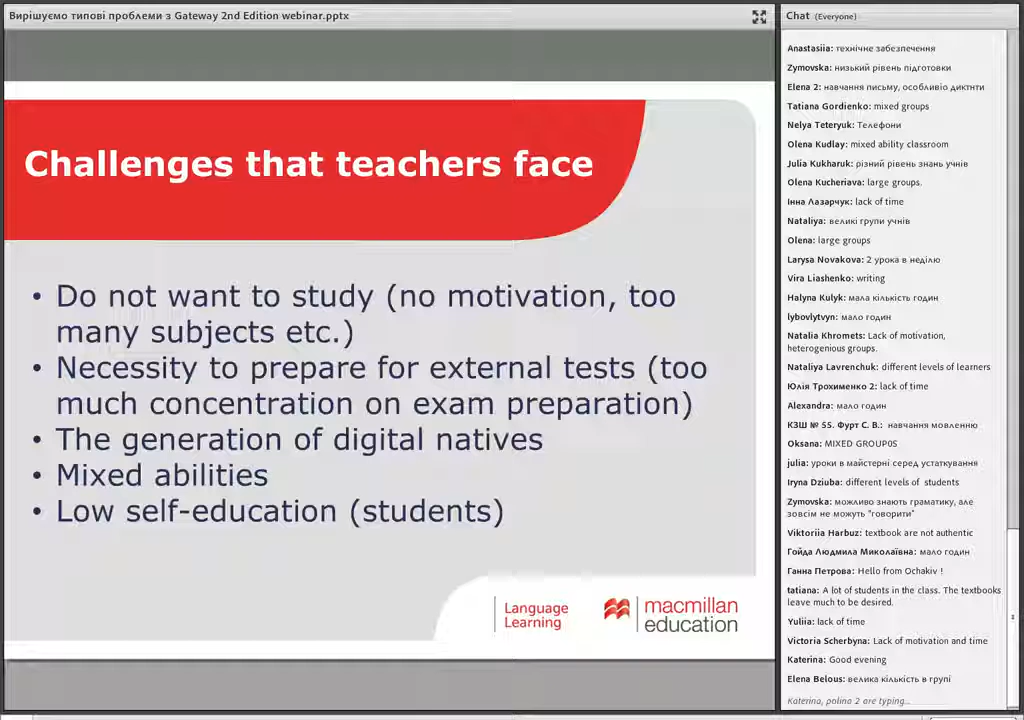 Вирішуємо типові проблеми з Gateway 2nd Edition webinar.pptx
Challenges that teachers face
• Do not want to study (no motivation, too
many subjects etc.)
• Necessity to prepare for external tests (too
much concentration on exam preparation)
• The generation of digital natives
• Mixed abilities
• Low self-education (students)
Language
Learning
macmillan
education
Chat (Everyone)
Anastasiia: технічне забезпечення
Zymovska: низький рівень підготовки
Elena 2: навчання письму, особливіо диктнти
Tatiana Gordienko: mixed groups
Nelya Teteryuk: Телефони
Olena Kudlay: mixed ability classroom
Julia Kukharuk: різний рівень знань учнів
Olena Kucheriava: large groups.
Інна Лазарчук: lack of time
Nataliya: великі групи учнів
Olena: large groups
Larysa Novakova: 2 урока в неділю
Vira Liashenko: writing
Halyna Kulyk: мала кількість годин
lybovlytvyn: мало годин
Natalia Khromets: Lack of motivation,
heterogenious groups.
Nataliya Lavrenchuk: different levels of learners
Юлія Трохименко 2: lack of time
Alexandra: мало годин
КЗШ № 55. Фурт С. В.: навчання мовленню
Oksana: MIXED GROUP0S
julia: уроки в майстерні серед устаткування
Iryna Dziuba: different levels of students
Zymovska: можливо знають граматику, але
зовсім не можуть "говорити"
Viktoriia Harbuz: textbook are not authentic
Гойда Людмила Миколаївна: мало годин
Ганна Петрова: Hello from Ochakiv !
tatiana: A lot of students in the class. The textbooks
leave much to be desired.
Yuliia: lack of time
Victoria Scherbyna: Lack of motivation and time
Katerina: Good evening
Elena Belous: велика кількість в групі
Katerina, polina 2 are typing...